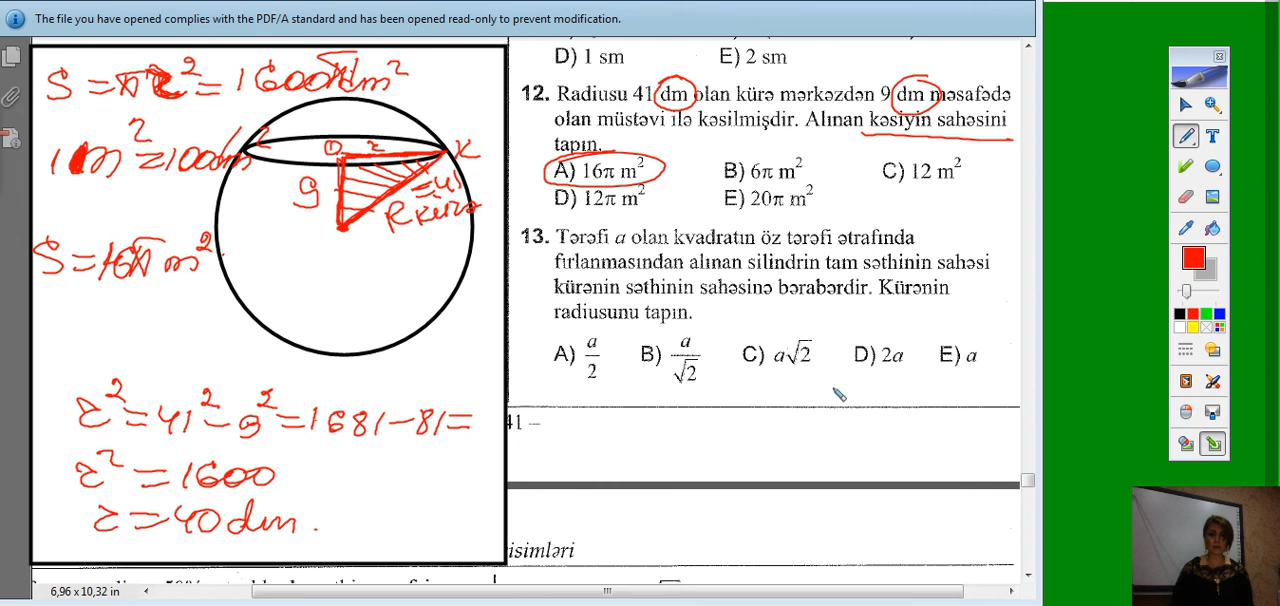 The file you have opened complies with the PDF/A standard and has been opened read-only to prevent modification.
S = πr² = 1600π dm²
1 m² = 100 dm²
O r K
9
= 41
R kürə
S = 16π m²
r² = 41² - 9² = 1681 - 81 =
r² = 1600
r = 40 dm.
D) 1 sm E) 2 sm
12. Radiusu 41 dm olan kürə mərkəzdən 9 dm məsafədə
olan müstəvi ilə kəsilmişdir. Alınan kəsiyin sahəsini
tapın.
A) 16π m² B) 6π m² C) 12 m²
D) 12π m² E) 20π m²
13. Tərəfi a olan kvadratın öz tərəfi ətrafında
fırlanmasından alınan silindrin tam səthinin sahəsi
kürənin səthinin sahəsinə bərabərdir. Kürənin
radiusunu tapın.
A) a/2 B) a/√2 C) a√2 D) 2a E) a
41 –
isimləri
6,96 x 10,32 in